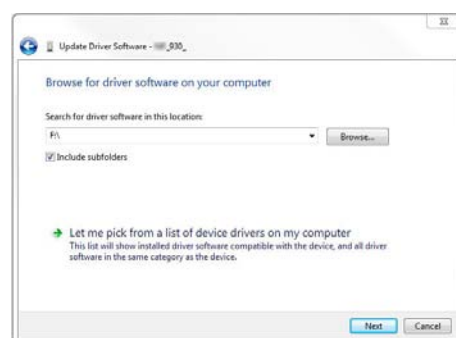 Update Driver Software - _930_
Browse for driver software on your computer
Search for driver software in this location:
F:\
Browse...
Include subfolders
Let me pick from a list of device drivers on my computer
This list will show installed driver software compatible with the device, and all driver
software in the same category as the device.
Next
Cancel